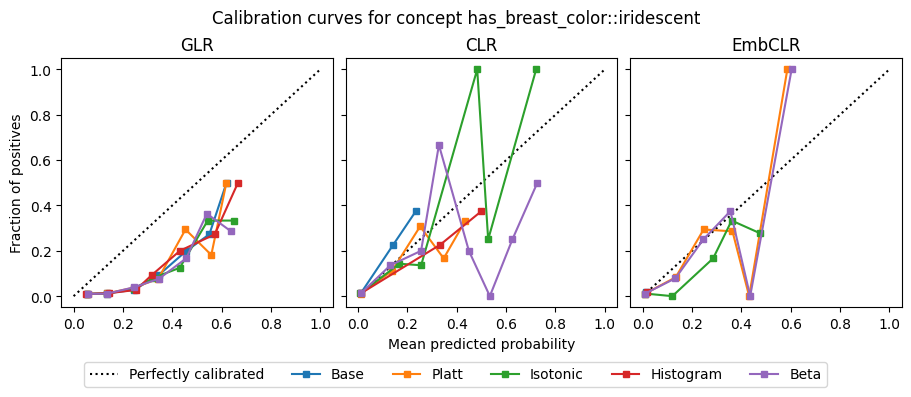 Calibration curves for concept has_breast_color::iridescent
GLR
CLR
EmbCLR
Fraction of positives
1.0
0.8
0.6
0.4
0.2
0.0
0.0 0.2 0.4 0.6 0.8 1.0
0.0 0.2 0.4 0.6 0.8 1.0
0.0 0.2 0.4 0.6 0.8 1.0
Mean predicted probability
Perfectly calibrated Base Platt Isotonic Histogram Beta